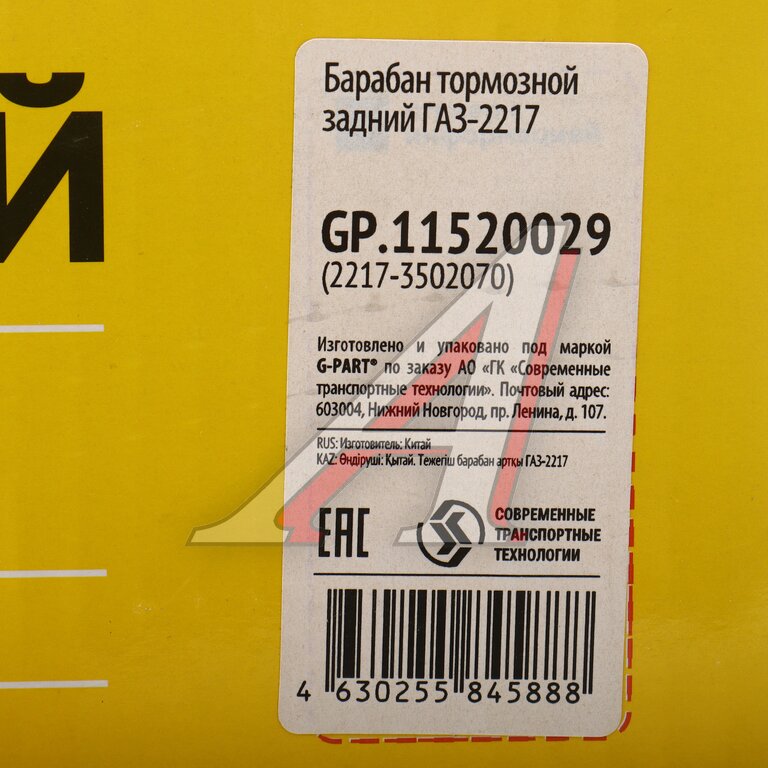 Й
Барабан тормозной
задний ГАЗ-2217
GP.11520029
(2217-3502070)
Изготовлено и упаковано под маркой
G-PART® по заказу АО «ГК «Современные
транспортные технологии». Почтовый адрес:
603004, Нижний Новгород, пр. Ленина, д. 107.
RUS: Изготовитель: Китай
KAZ: Өндіруші: Қытай. Тежегіш барабан артқы ГАЗ-2217
ЕАС
СОВРЕМЕННЫЕ
ТРАНСПОРТНЫЕ
ТЕХНОЛОГИИ
4 630255 845888